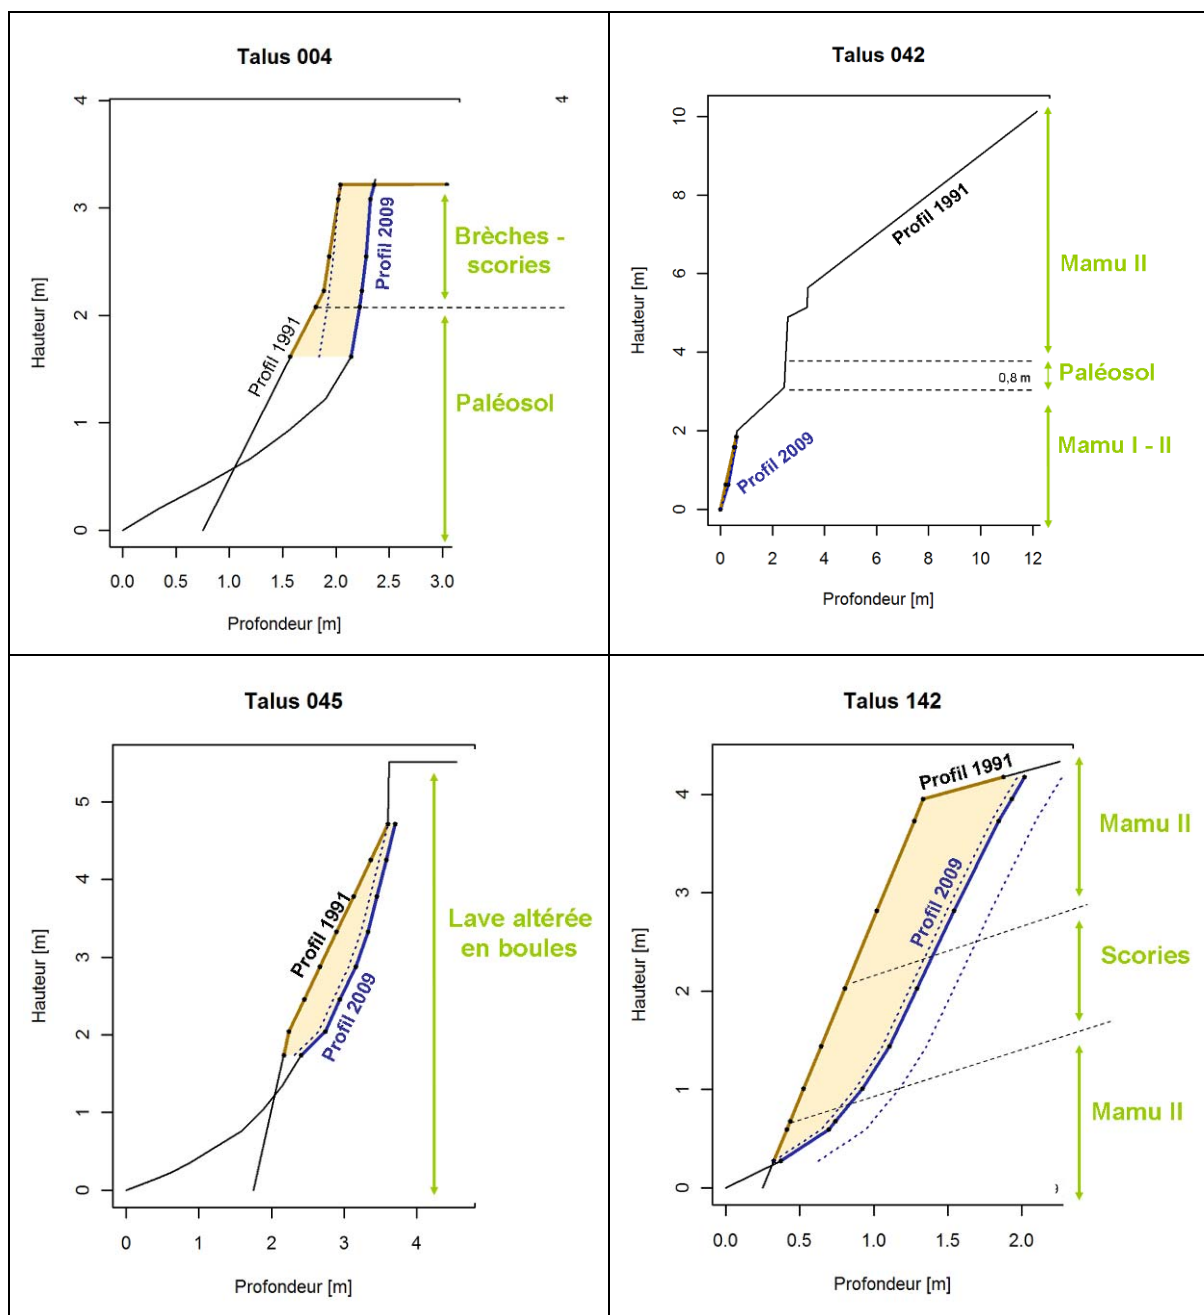 Talus 004
4
4
3
2
1
0
Hauteur [m]
Profil 1991
Profil 2009
Brèches -
scories
Paléosol
0.0 0.5 1.0 1.5 2.0 2.5 3.0
Profondeur [m]
Talus 042
10
8
6
4
2
0
Hauteur [m]
Profil 1991
Profil 2009
0,8 m
Mamu II
Paléosol
Mamu I - II
0 2 4 6 8 10 12
Profondeur [m]
Talus 045
5
4
3
2
1
0
Hauteur [m]
Profil 1991
Profil 2009
Lave altérée
en boules
0 1 2 3 4
Profondeur [m]
Talus 142
4
3
2
1
0
Hauteur [m]
Profil 1991
Profil 2009
Mamu II
Scories
Mamu II
0.0 0.5 1.0 1.5 2.0
Profondeur [m]